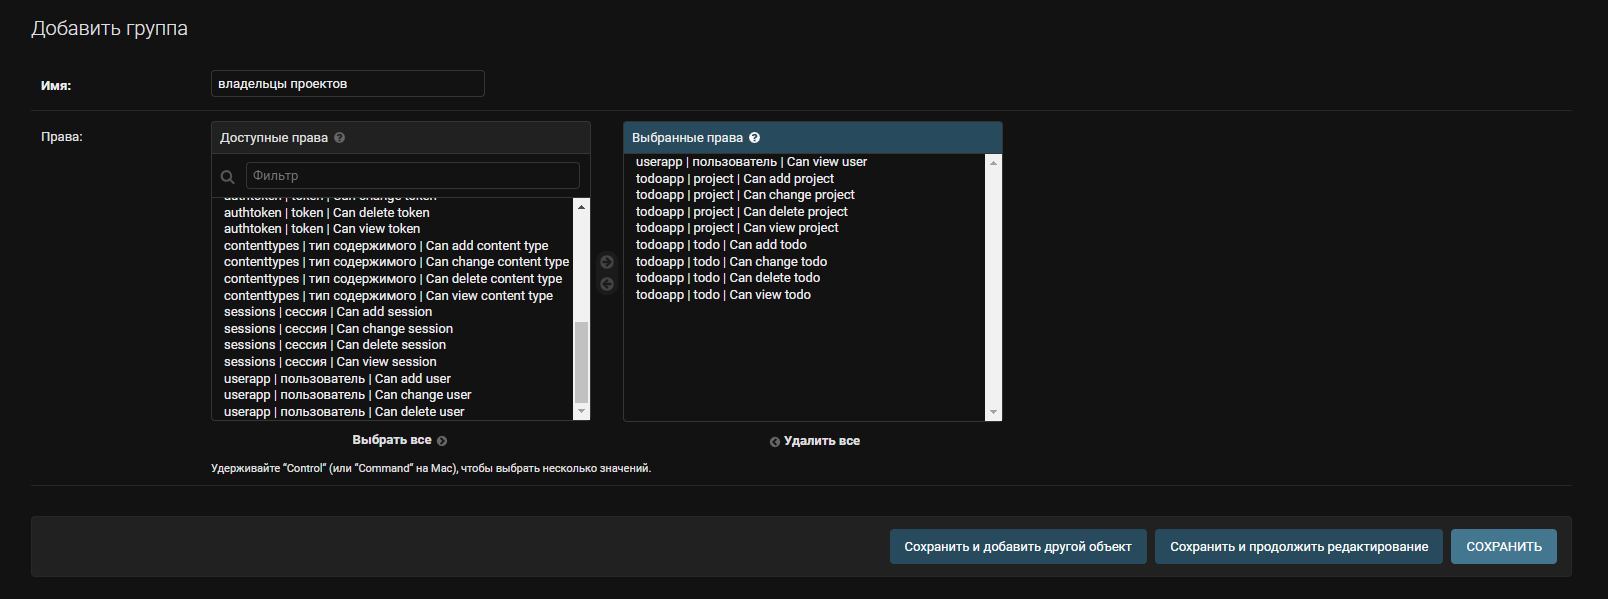 Добавить группа
Имя:
владельцы проектов
Права:
Доступные права
Фильтр
authtoken | token | Can change token
authtoken | token | Can delete token
authtoken | token | Can view token
contenttypes | тип содержимого | Can add content type
contenttypes | тип содержимого | Can change content type
contenttypes | тип содержимого | Can delete content type
contenttypes | тип содержимого | Can view content type
sessions | сессия | Can add session
sessions | сессия | Can change session
sessions | сессия | Can delete session
sessions | сессия | Can view session
userapp | пользователь | Can add user
userapp | пользователь | Can change user
userapp | пользователь | Can delete user
Выбрать все
Выбранные права
userapp | пользователь | Can view user
todoapp | project | Can add project
todoapp | project | Can change project
todoapp | project | Can delete project
todoapp | project | Can view project
todoapp | todo | Can add todo
todoapp | todo | Can change todo
todoapp | todo | Can delete todo
todoapp | todo | Can view todo
Удалить все
Удерживайте “Control” (или “Command” на Mac), чтобы выбрать несколько значений.
Сохранить и добавить другой объект
Сохранить и продолжить редактирование
СОХРАНИТЬ